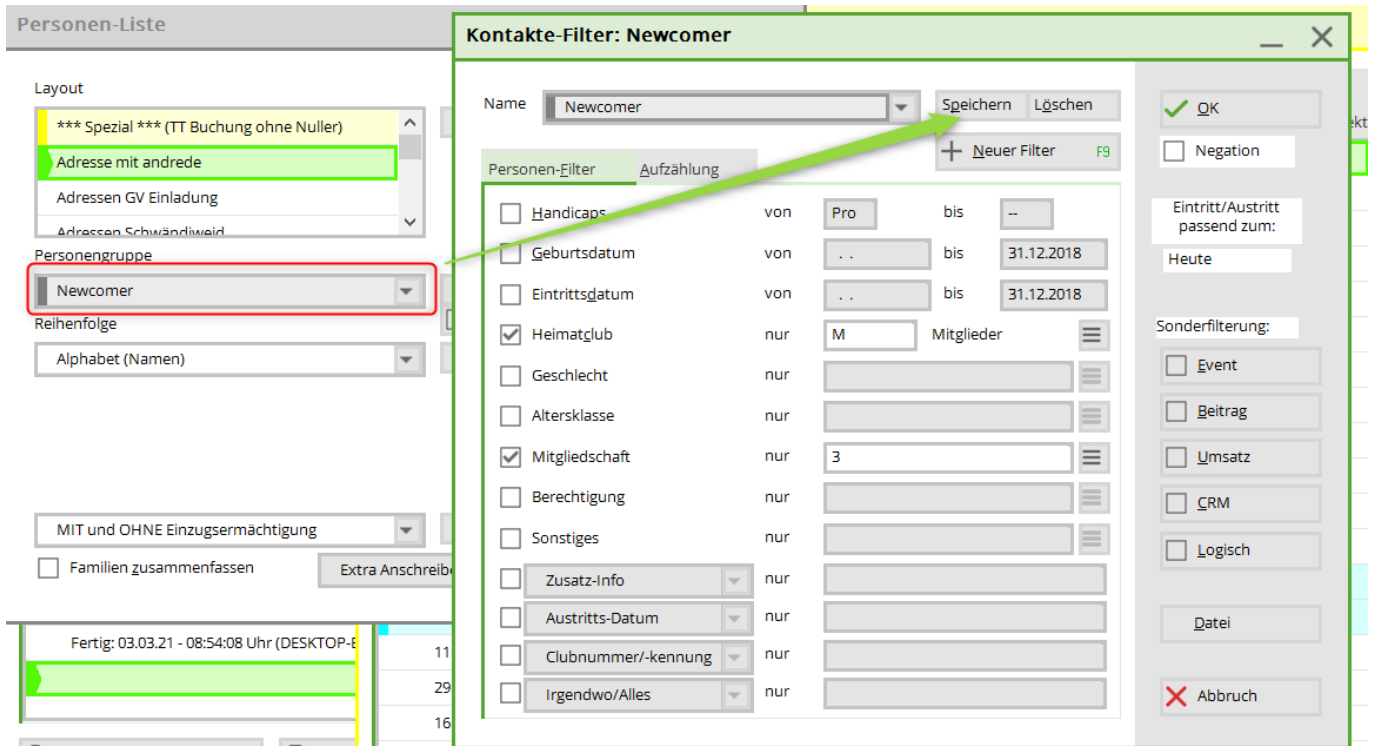 Personen-Liste
Layout
*** Spezial *** (TT Buchung ohne Nuller)
Adresse mit andrede
Adressen GV Einladung
Adressen Schwändiweid
Personengruppe
Newcomer
Reihenfolge
Alphabet (Namen)
MIT und OHNE Einzugsermächtigung
Familien zusammenfassen
Extra Anschreibe
Fertig: 03.03.21 - 08:54:08 Uhr (DESKTOP-E
11
29
16
Kontakte-Filter: Newcomer
Name Newcomer Speichern Löschen
Neuer Filter F9
Personen-Filter Aufzählung
Handicaps von Pro bis --
Geburtsdatum von . . bis 31.12.2018
Eintrittsdatum von . . bis 31.12.2018
Heimatclub nur M Mitglieder
Geschlecht nur
Altersklasse nur
Mitgliedschaft nur 3
Berechtigung nur
Sonstiges nur
Zusatz-Info nur
Austritts-Datum nur
Clubnummer/-kennung nur
Irgendwo/Alles nur
OK
Negation
Eintritt/Austritt
passend zum:
Heute
Sonderfilterung:
Event
Beitrag
Umsatz
CRM
Logisch
Datei
Abbruch
ekt